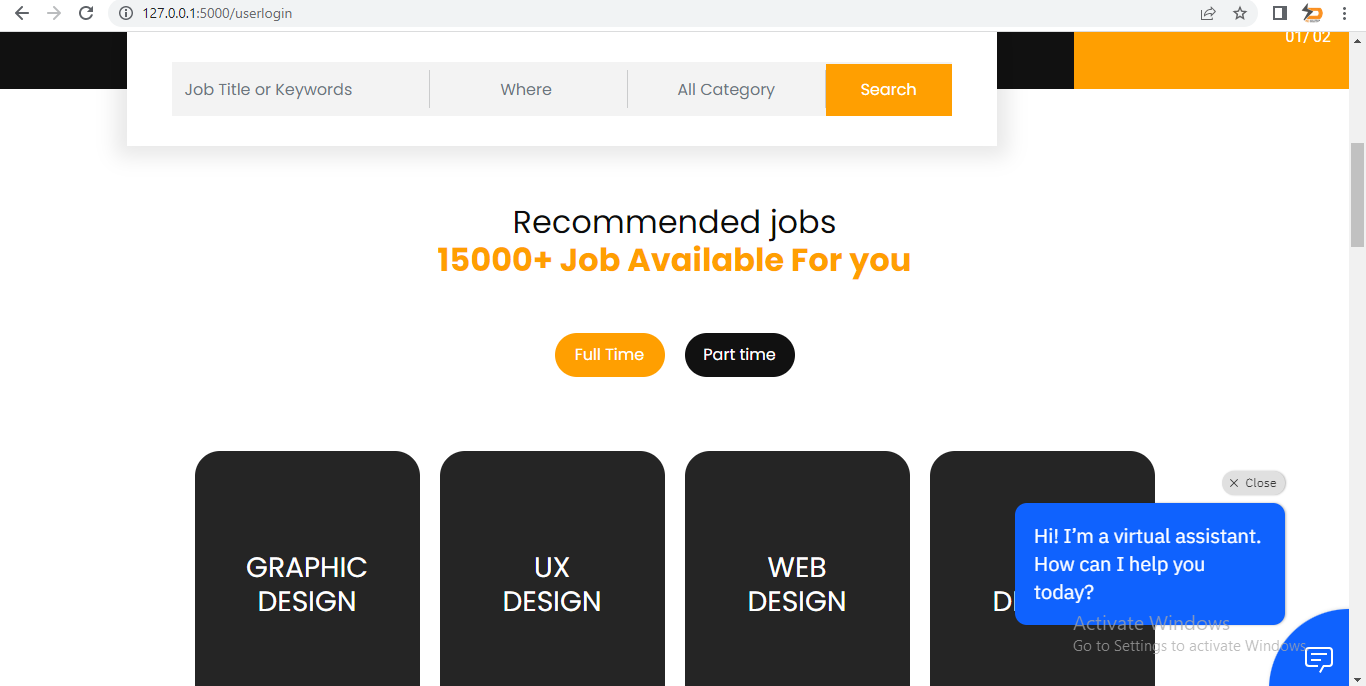 127.0.0.1:5000/userlogin
01/ 02
Job Title or Keywords
Where
All Category
Search
Recommended jobs
15000+ Job Available For you
Full Time
Part time
GRAPHIC
DESIGN
UX
DESIGN
WEB
DESIGN
Close
Hi! I’m a virtual assistant.
How can I help you
today?
Activate Windows
Go to Settings to activate Windows.